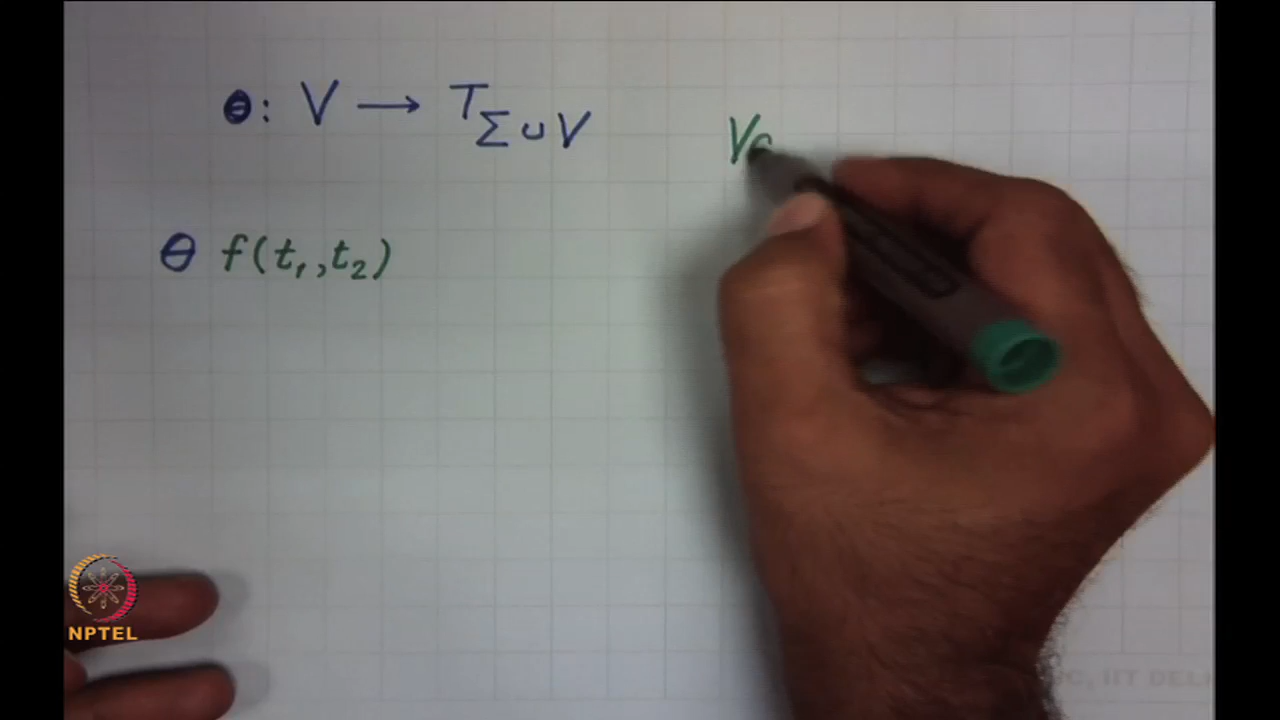 θ: V → T_{Σ ∪ V}
θ f(t₁, t₂)
NPTEL